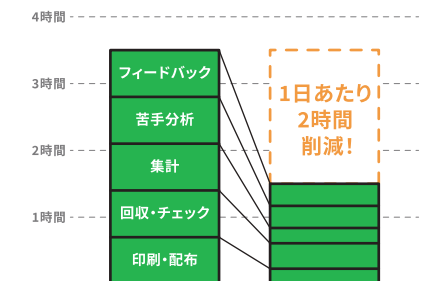 4時間
3時間
2時間
1時間
フィードバック
苦手分析
集計
回収・チェック
印刷・配布
1日あたり
2時間
削減！